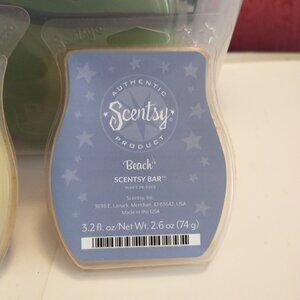 AUTHENTIC
Scentsy
PRODUCT
Beach
SCENTSY BAR™
Scentsy, Inc.
Made in the USA
3.2 fl. oz/Net Wt. 2.6 oz (74 g)